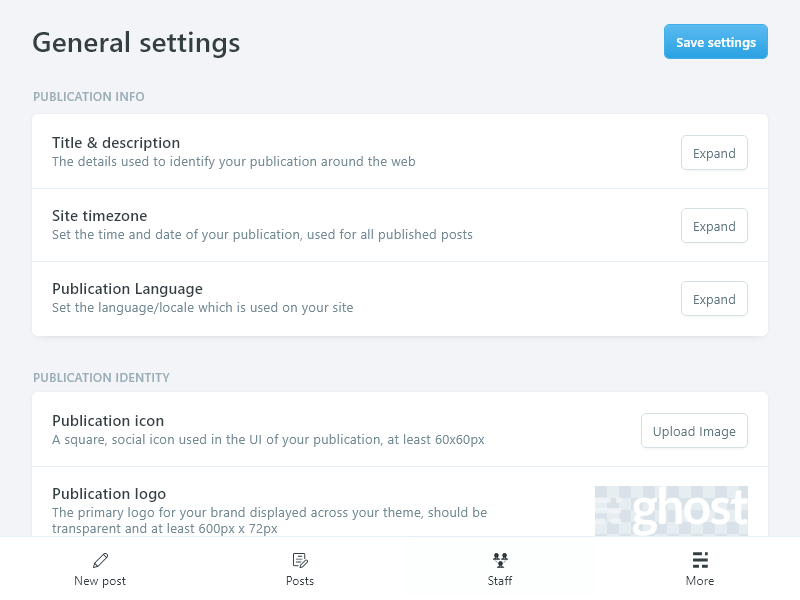 General settings
Save settings
PUBLICATION INFO
Title & description
The details used to identify your publication around the web
Expand
Site timezone
Set the time and date of your publication, used for all published posts
Expand
Publication Language
Set the language/locale which is used on your site
Expand
PUBLICATION IDENTITY
Publication icon
A square, social icon used in the UI of your publication, at least 60x60px
Upload Image
Publication logo
The primary logo for your brand displayed across your theme, should be
transparent and at least 600px x 72px
ghost
New post
Posts
Staff
More